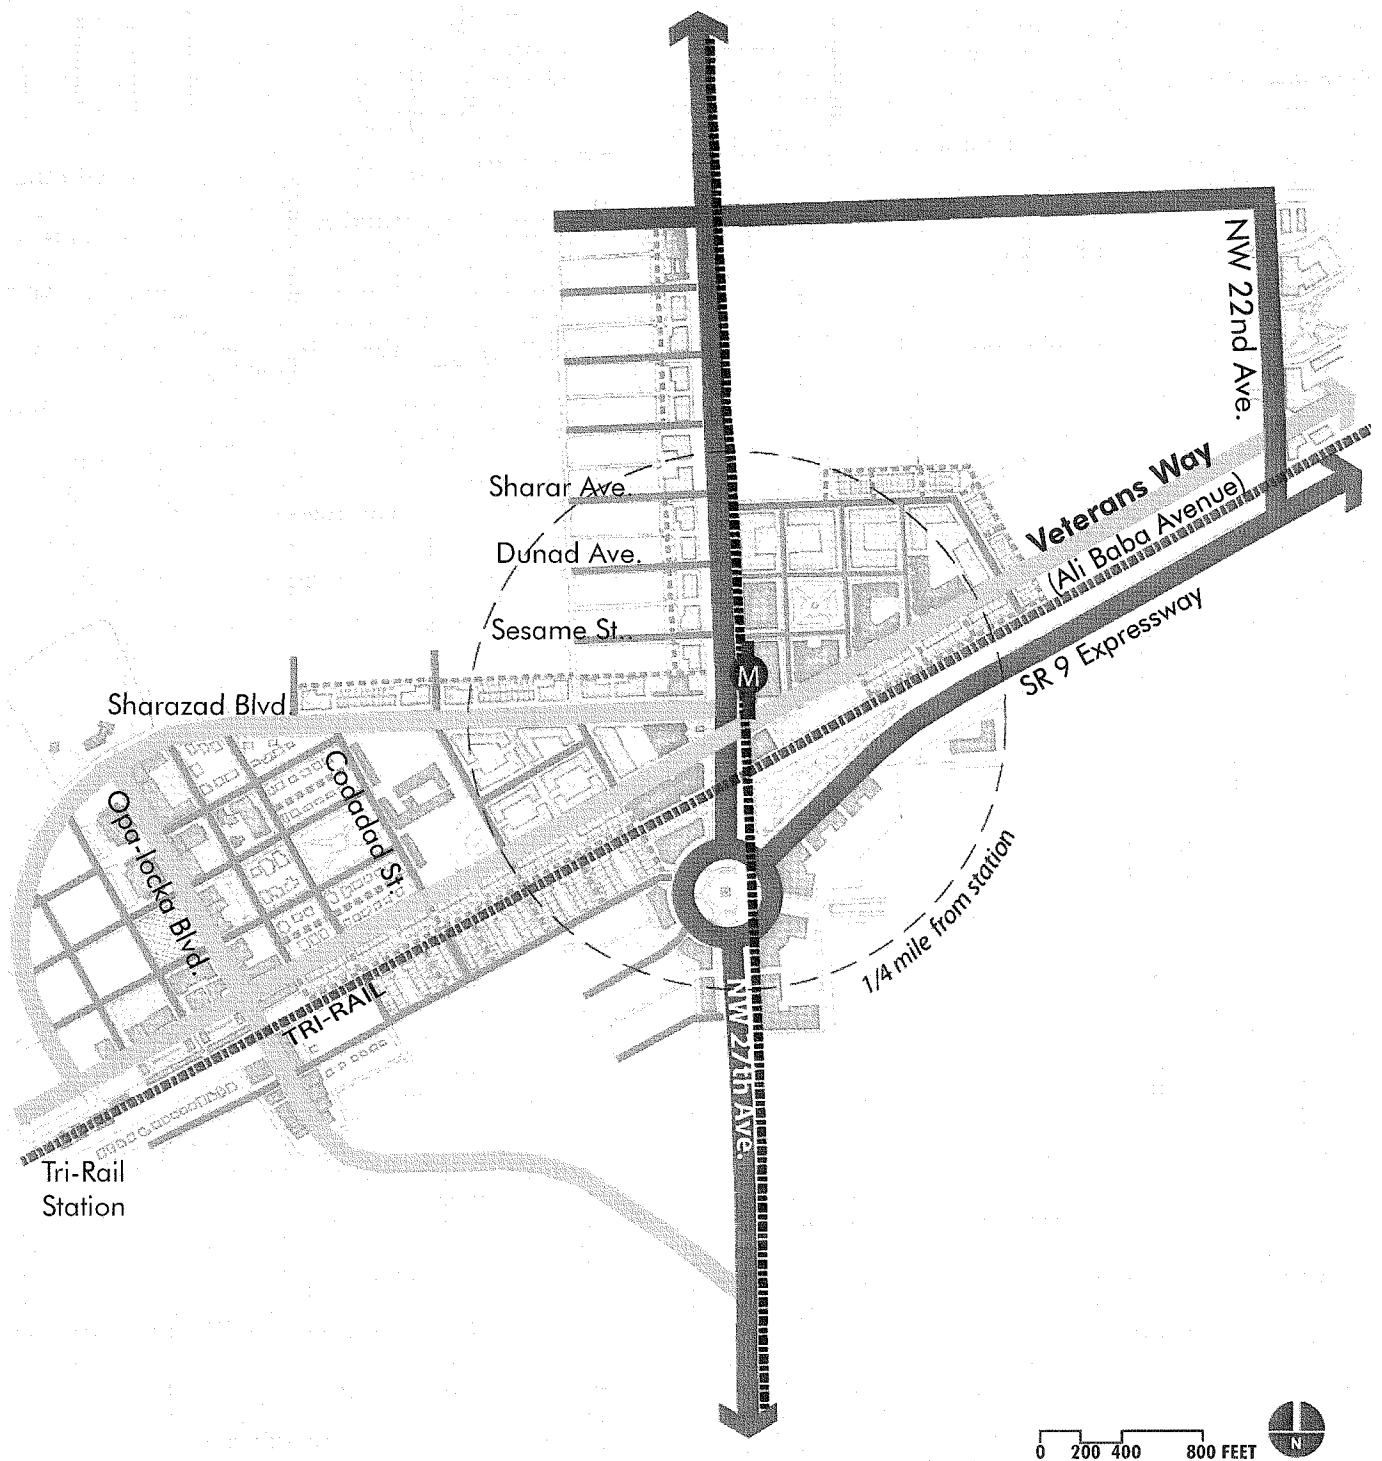 NW 22nd Ave.
Sharar Ave.
Veterans Way
(Ali Baba Avenue)
Dunad Ave.
Sesame St.
SR 9 Expressway
M
Sharazad Blvd.
Codadad St.
Opa-locka Blvd.
1/4 mile from station
TRI-RAIL
NW 27th Ave.
Tri-Rail
Station
0 200 400 800 FEET
N